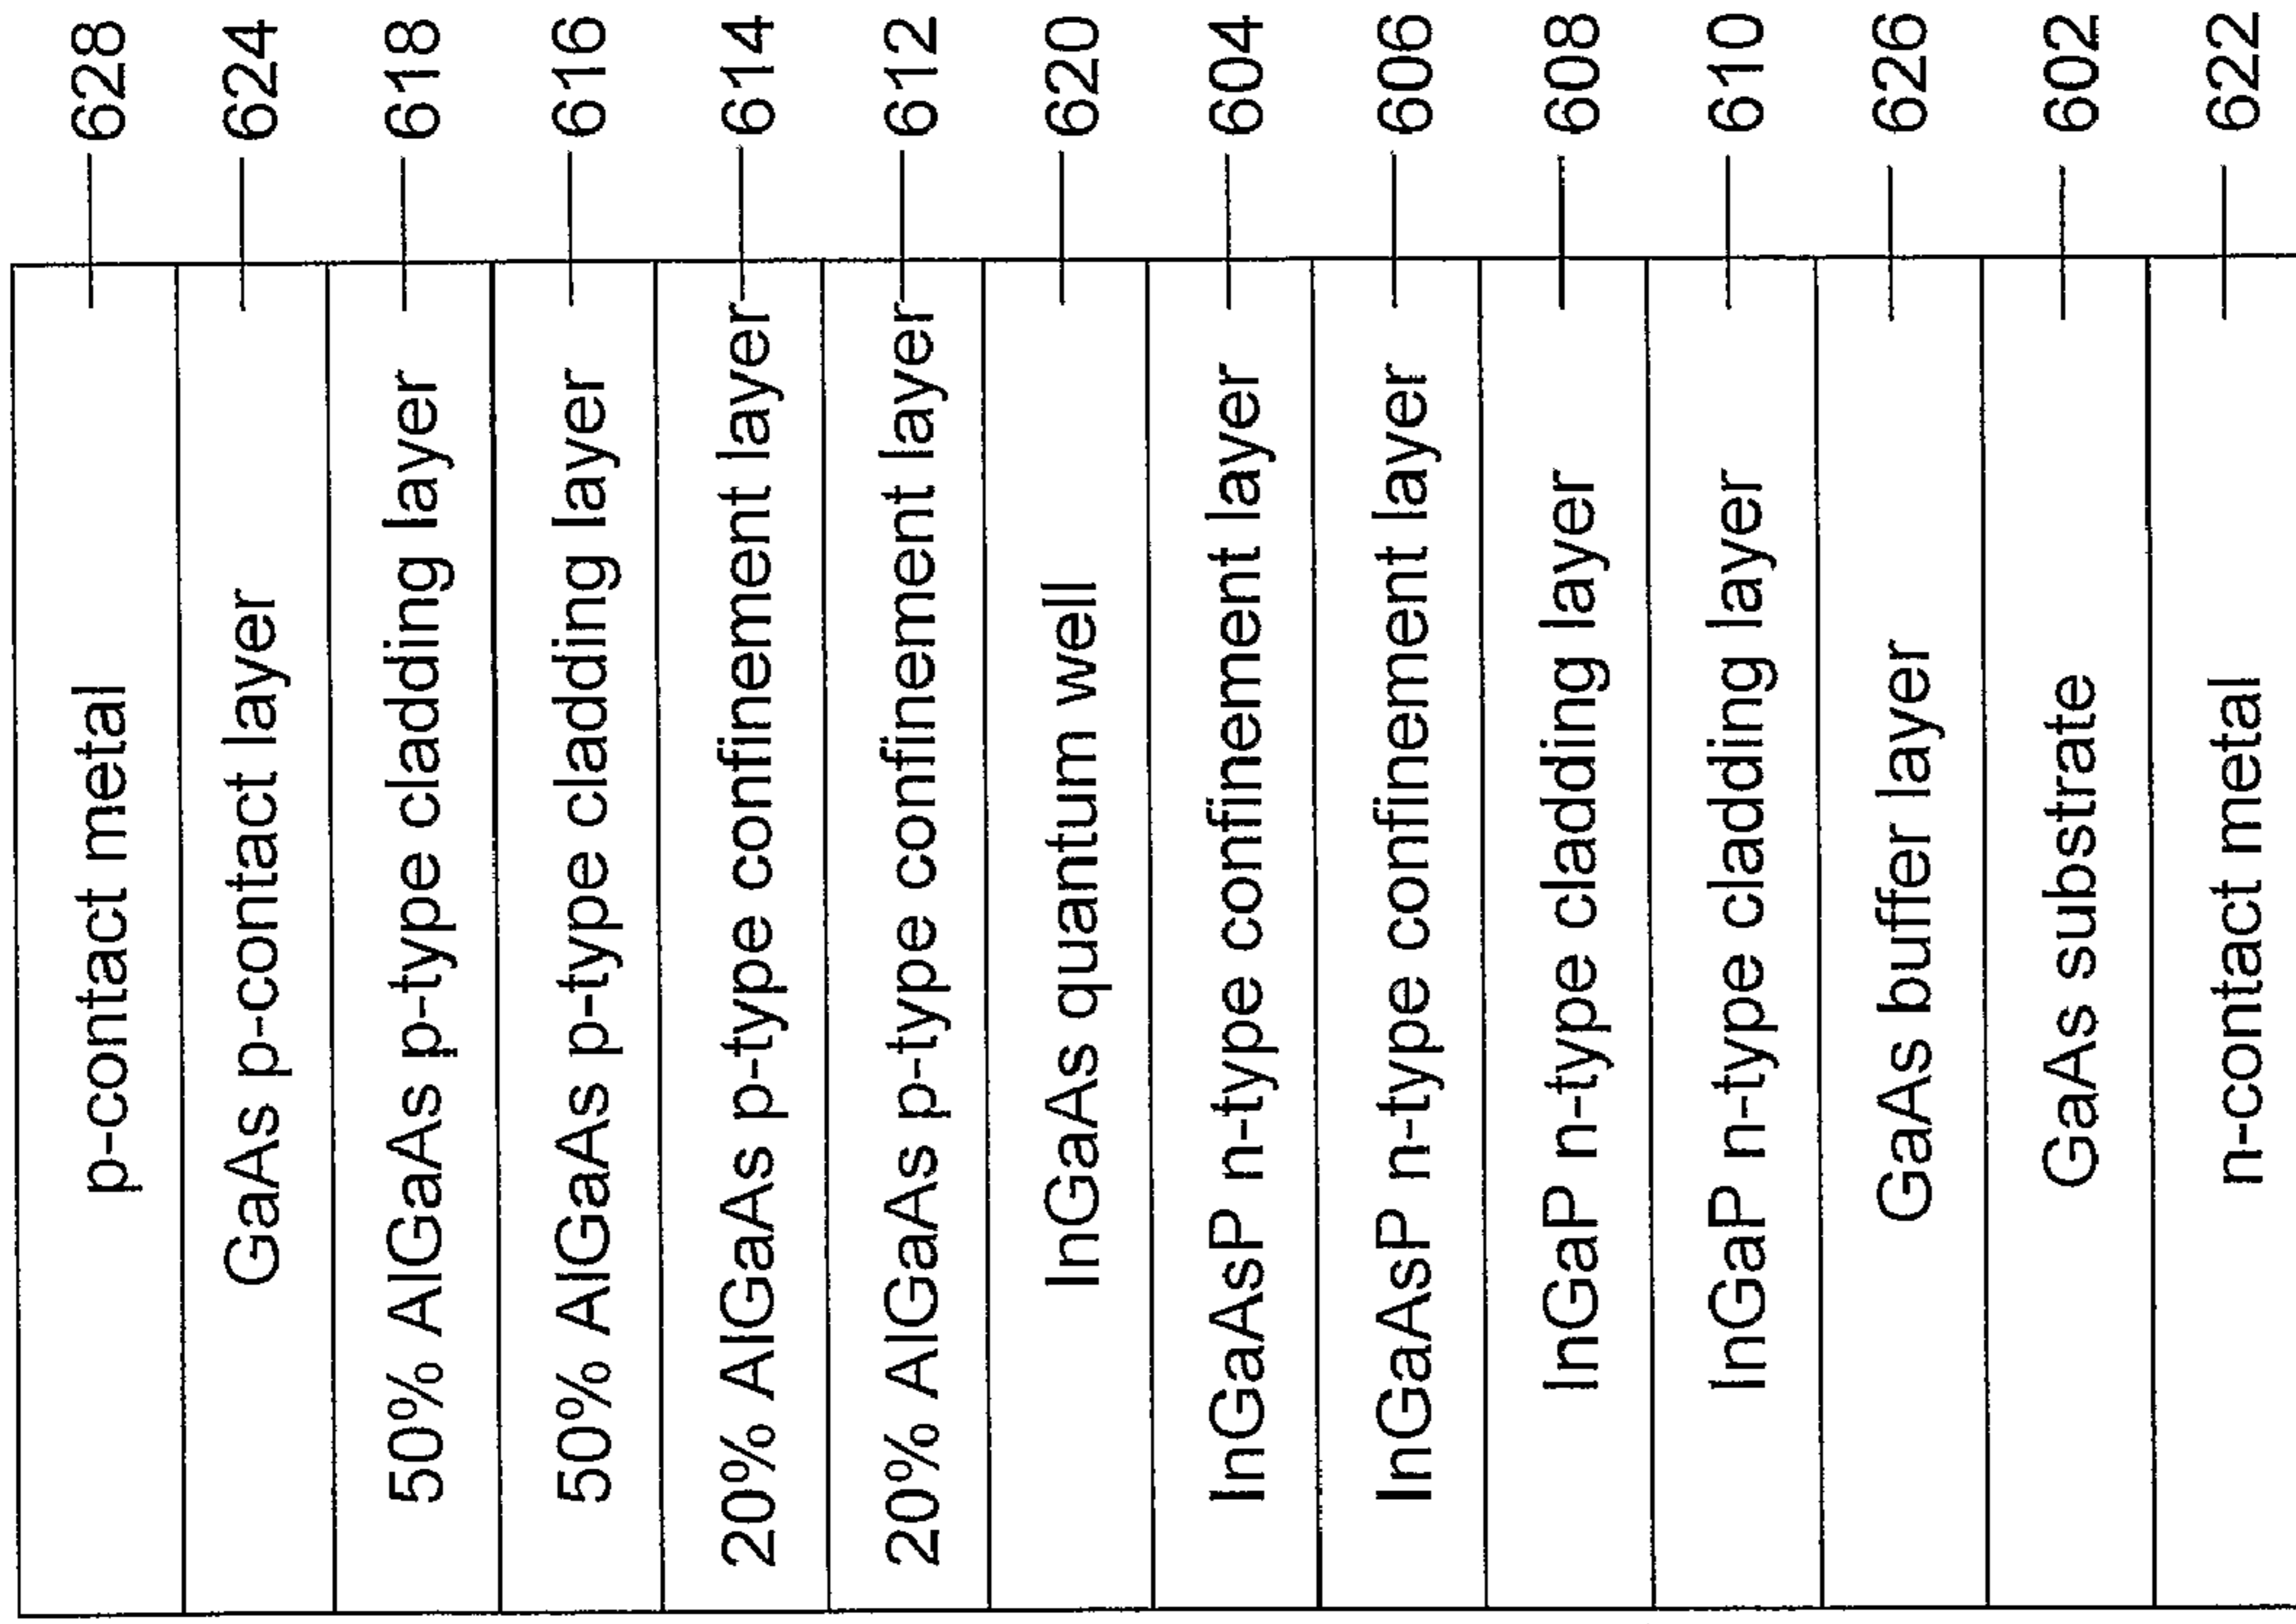 p-contact metal 628
GaAs p-contact layer 624
50% AlGaAs p-type cladding layer 618
50% AlGaAs p-type cladding layer 616
20% AlGaAs p-type confinement layer 614
20% AlGaAs p-type confinement layer 612
InGaAs quantum well 620
InGaAsP n-type confinement layer 604
InGaAsP n-type confinement layer 606
InGaP n-type cladding layer 608
InGaP n-type cladding layer 610
GaAs buffer layer 626
GaAs substrate 602
n-contact metal 622